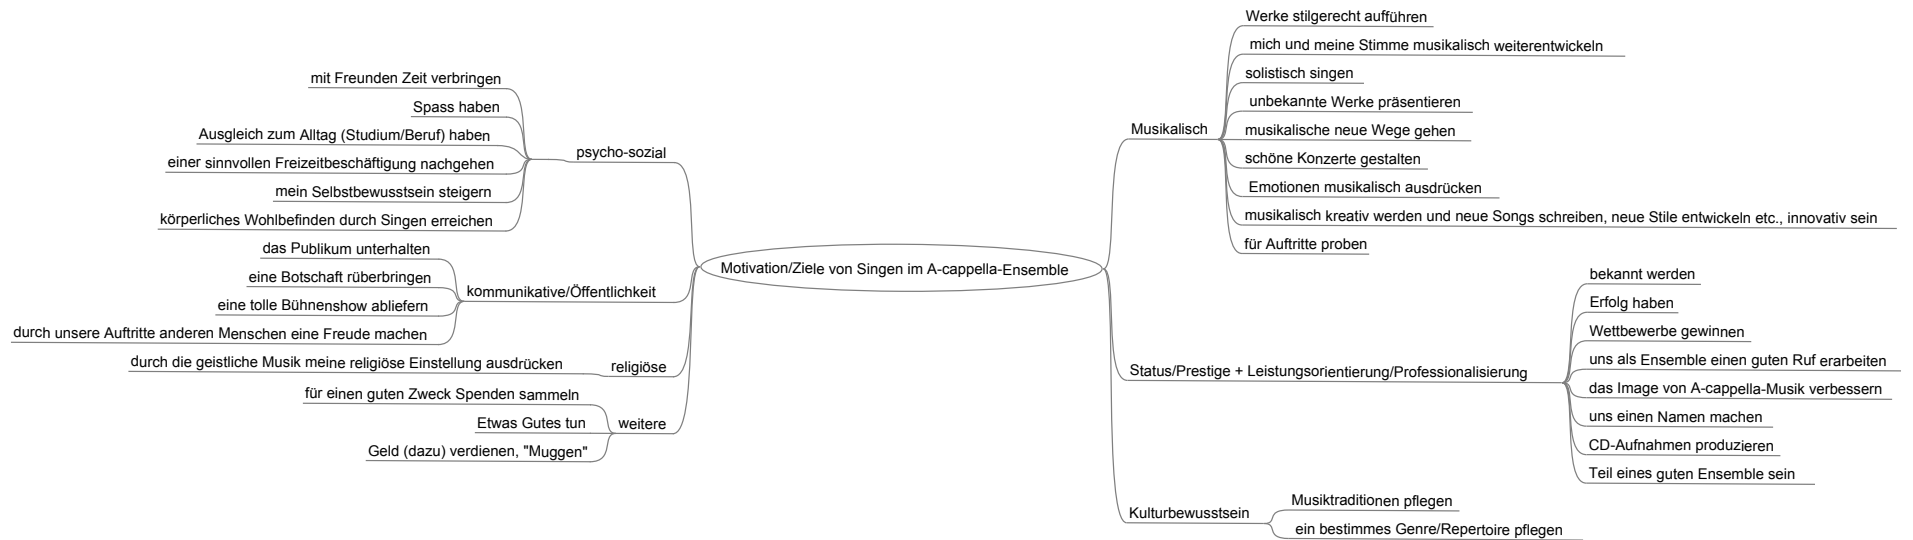 Motivation/Ziele von Singen im A-cappella-Ensemble
psycho-sozial
mit Freunden Zeit verbringen
Spass haben
Ausgleich zum Alltag (Studium/Beruf) haben
einer sinnvollen Freizeitbeschäftigung nachgehen
mein Selbstbewusstsein steigern
körperliches Wohlbefinden durch Singen erreichen
kommunikative/Öffentlichkeit
das Publikum unterhalten
eine Botschaft rüberbringen
eine tolle Bühnenshow abliefern
durch unsere Auftritte anderen Menschen eine Freude machen
religiöse
durch die geistliche Musik meine religiöse Einstellung ausdrücken
weitere
für einen guten Zweck Spenden sammeln
Etwas Gutes tun
Geld (dazu) verdienen, "Muggen"
Musikalisch
Werke stilgerecht aufführen
mich und meine Stimme musikalisch weiterentwickeln
solistisch singen
unbekannte Werke präsentieren
musikalische neue Wege gehen
schöne Konzerte gestalten
Emotionen musikalisch ausdrücken
musikalisch kreativ werden und neue Songs schreiben, neue Stile entwickeln etc., innovativ sein
für Auftritte proben
Status/Prestige + Leistungsorientierung/Professionalisierung
bekannt werden
Erfolg haben
Wettbewerbe gewinnen
uns als Ensemble einen guten Ruf erarbeiten
das Image von A-cappella-Musik verbessern
uns einen Namen machen
CD-Aufnahmen produzieren
Teil eines guten Ensemble sein
Kulturbewusstsein
Musiktraditionen pflegen
ein bestimmes Genre/Repertoire pflegen